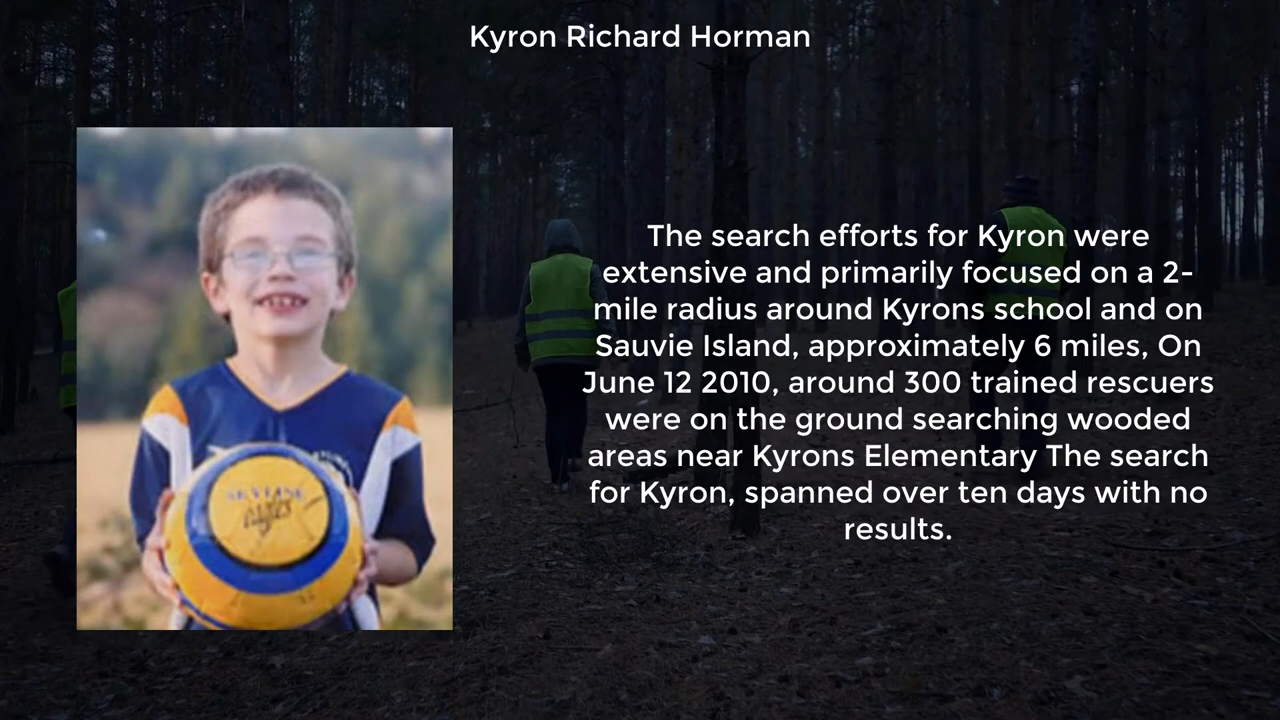 Kyron Richard Horman
The search efforts for Kyron were
extensive and primarily focused on a 2-
mile radius around Kyrons school and on
Sauvie Island, approximately 6 miles, On
June 12 2010, around 300 trained rescuers
were on the ground searching wooded
areas near Kyrons Elementary The search
for Kyron, spanned over ten days with no
results.
SKYLINE